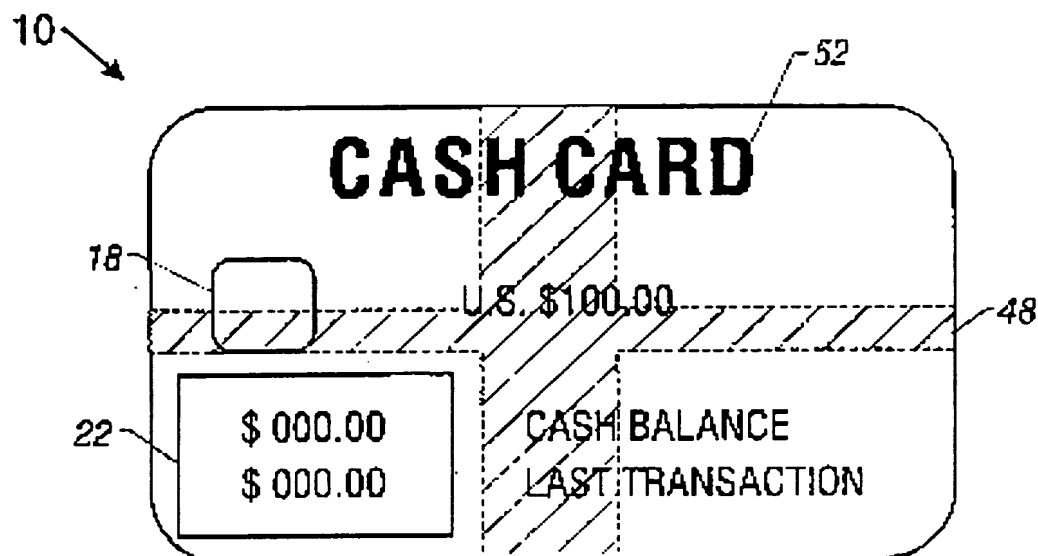 10
52
CASH CARD
18
U.S. $100.00
48
22
$ 000.00 CASH BALANCE
$ 000.00 LAST TRANSACTION